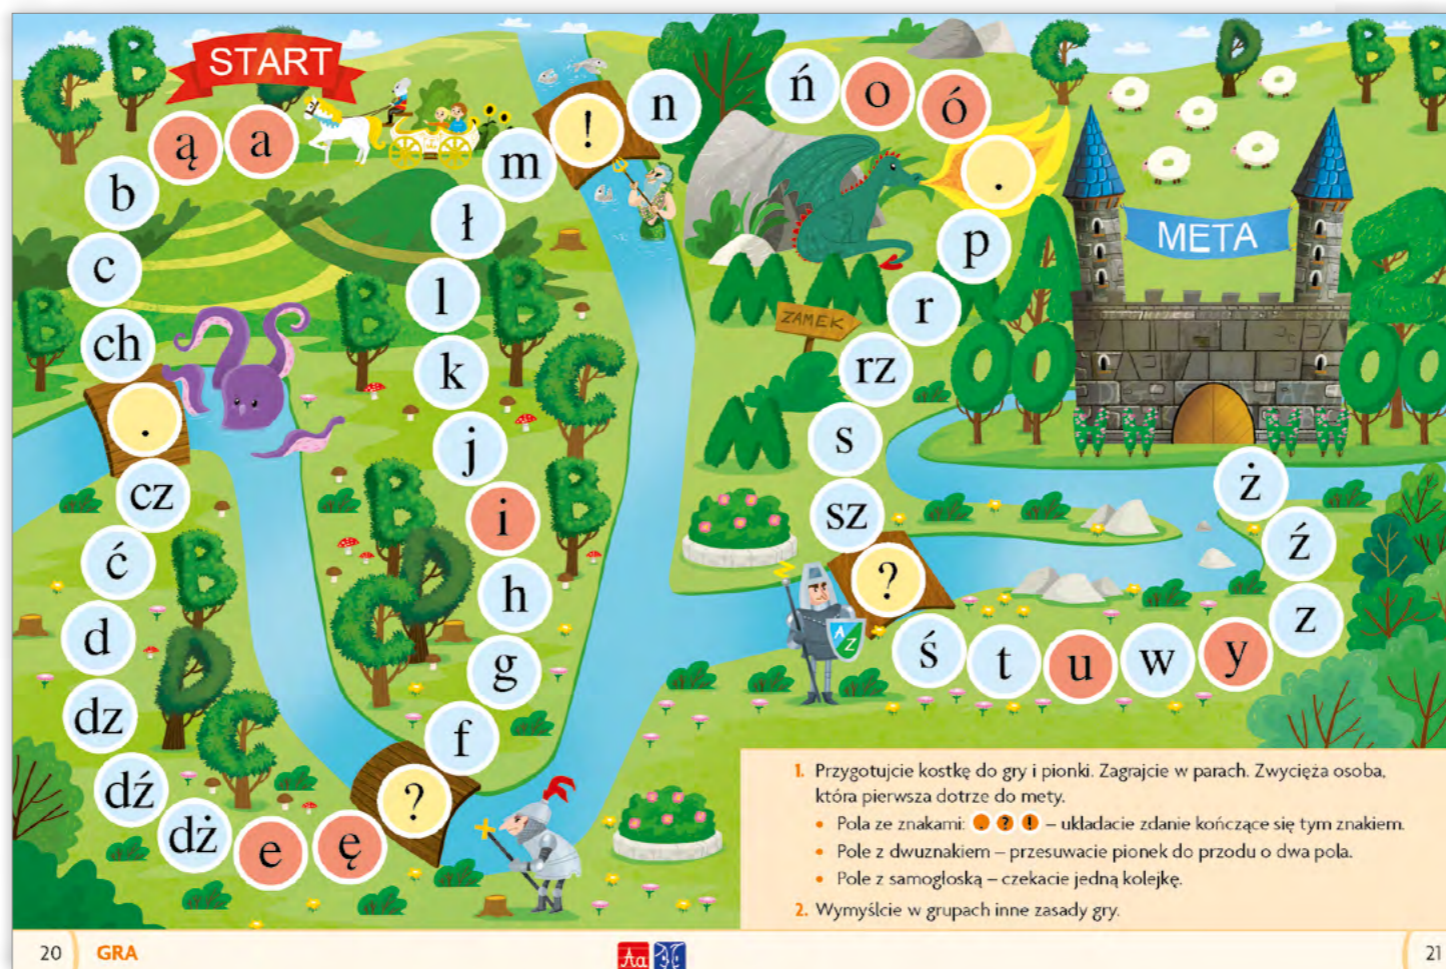 START
a
ą
b
c
ch
.
cz
ć
d
dz
dź
dż
e
ę
?
f
g
h
i
j
k
l
ł
m
!
n
ń
o
ó
.
p
r
rz
s
sz
?
ś
t
u
w
y
z
ź
ż
META
ZAMEK
A
Z
C
B
D
B
B
C
D
B
B
B
B
B
C
B
B
B
D
C
D
C
M
M
M
A
Z
O
O
O
O
1. Przygotujcie kostkę do gry i pionki. Zagrajcie w parach. Zwycięża osoba,
która pierwsza dotrze do mety.
• Pola ze znakami: . ? ! – układacie zdanie kończące się tym znakiem.
• Pole z dwuznakiem – przesuwacie pionek do przodu o dwa pola.
• Pole z samogłoską – czekacie jedną kolejkę.
2. Wymyślcie w grupach inne zasady gry.
20 GRA
Aa
21